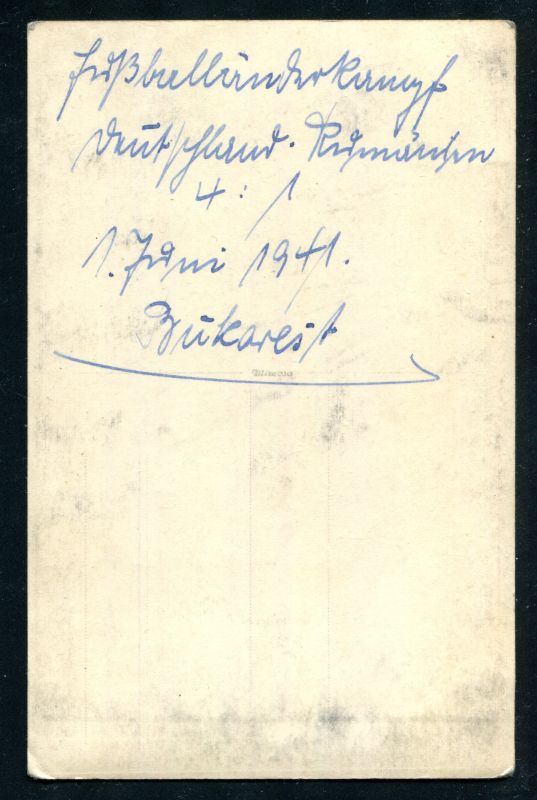 Fußballländerkampf
Deutschland - Rumänien
4 : 1
1. Juni 1941.
Bukarest